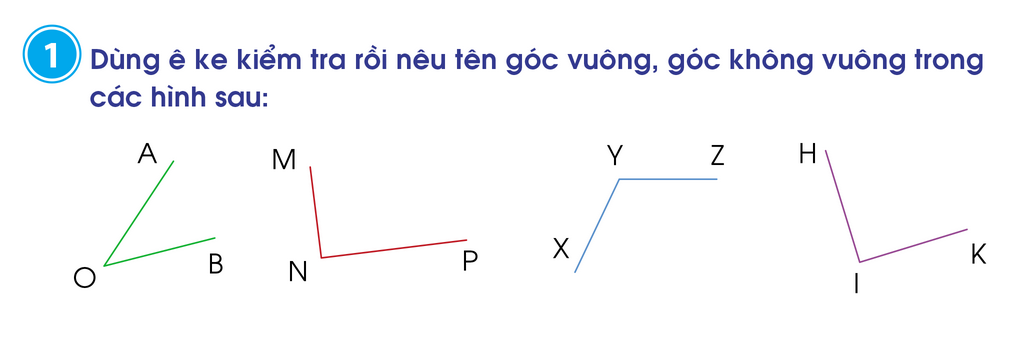 1 Dùng ê ke kiểm tra rồi nêu tên góc vuông, góc không vuông trong
các hình sau:
A
O
B
M
N
P
Y
Z
X
H
I
K